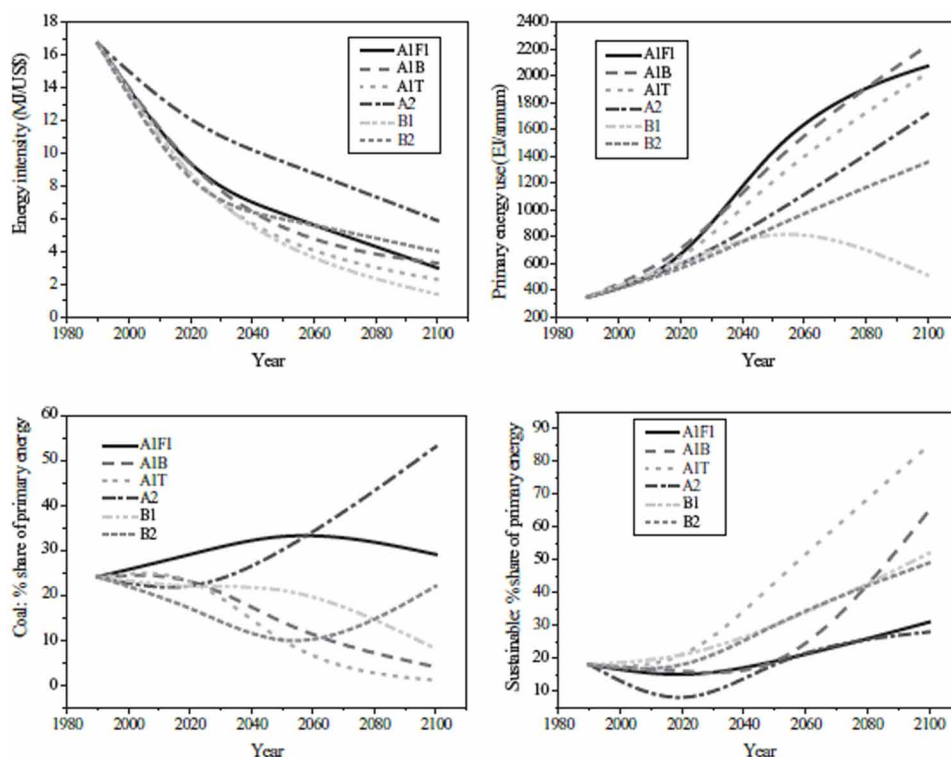 Energy intensity (MJ/US$)
18
16
14
12
10
8
6
4
2
0
1980 2000 2020 2040 2060 2080 2100
Year
A1F1
A1B
A1T
A2
B1
B2
Primary energy use (EJ/annum)
2400
2200
2000
1800
1600
1400
1200
1000
800
600
400
200
1980 2000 2020 2040 2060 2080 2100
Year
A1F1
A1B
A1T
A2
B1
B2
Coal: % share of primary energy
60
50
40
30
20
10
0
1980 2000 2020 2040 2060 2080 2100
Year
A1F1
A1B
A1T
A2
B1
B2
Sustainable: % share of primary energy
90
80
70
60
50
40
30
20
10
1980 2000 2020 2040 2060 2080 2100
Year
A1F1
A1B
A1T
A2
B1
B2